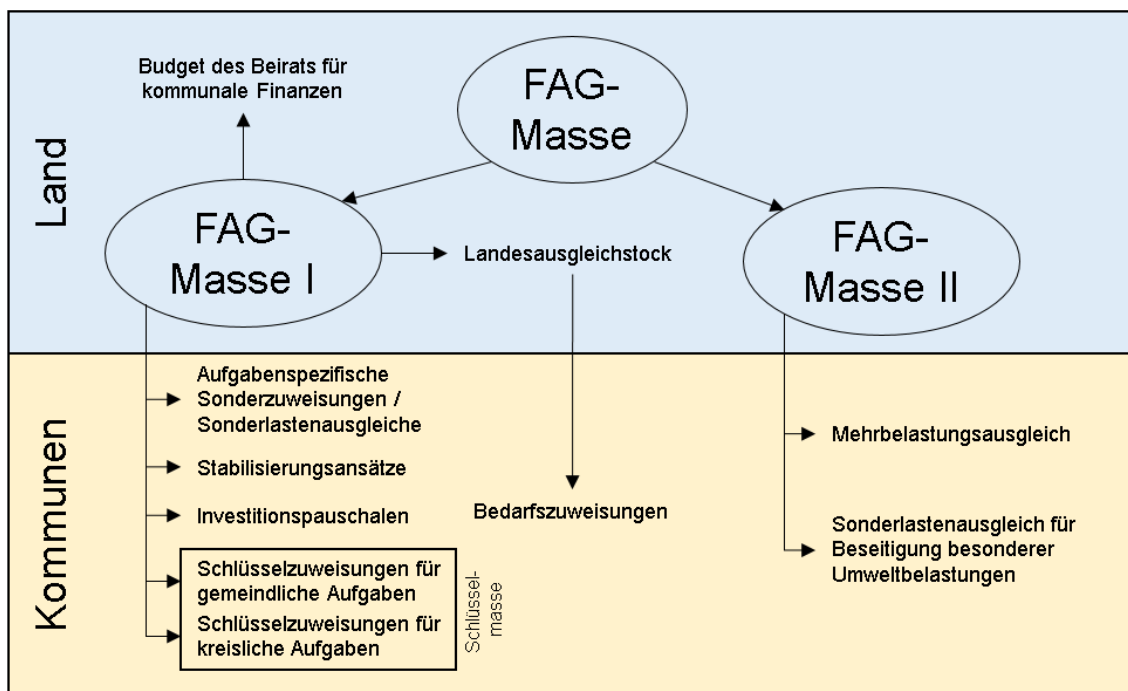 Land
Budget des Beirats für
kommunale Finanzen
FAG-
Masse
FAG-
Masse I
Landesausgleichstock
FAG-
Masse II
Kommunen
Aufgabenspezifische
Sonderzuweisungen /
Sonderlastenausgleiche
Stabilisierungsansätze
Investitionspauschalen
Schlüsselzuweisungen für
gemeindliche Aufgaben
Schlüsselzuweisungen für
kreisliche Aufgaben
Schlüssel-
masse
Bedarfszuweisungen
Mehrbelastungsausgleich
Sonderlastenausgleich für
Beseitigung besonderer
Umweltbelastungen